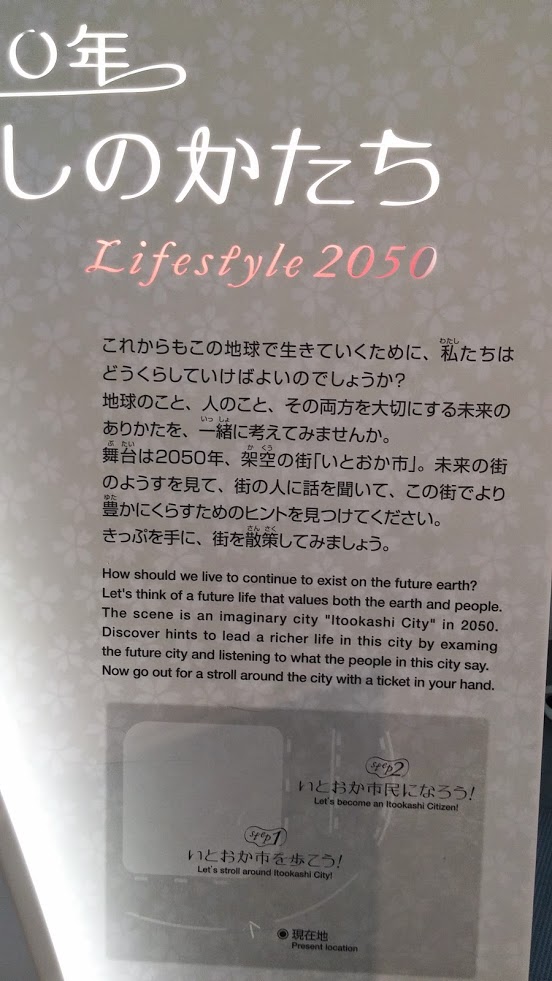 0年
しのかたち
Lifestyle 2050
これからもこの地球で生きていくために、私たちは
どうくらしていけばよいのでしょうか?
地球のこと、人のこと、その両方を大切にする未来の
ありかたを、一緒に考えてみませんか。
舞台は2050年、架空の街「いとおか市」。未来の街
のようすを見て、街の人に話を聞いて、この街でより
豊かにくらすためのヒントを見つけてください。
きっぷを手に、街を散策してみましょう。
How should we live to continue to exist on the future earth?
Let's think of a future life that values both the earth and people.
The scene is an imaginary city "Itookashi City" in 2050.
Discover hints to lead a richer life in this city by examing
the future city and listening to what the people in this city say.
Now go out for a stroll around the city with a ticket in your hand.
step2
いとおか市民になろう!
Let's become an Itookashi Citizen!
step1
いとおか市を歩こう!
Let's stroll around Itookashi City!
現在地
Present location